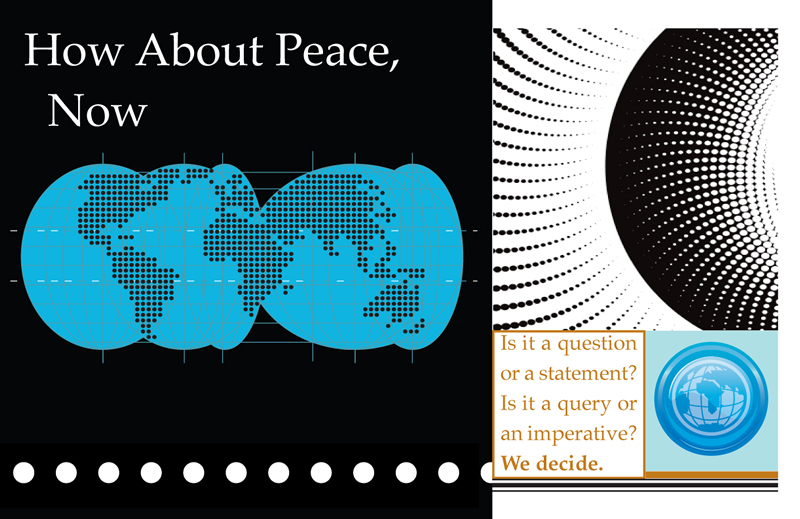 How About Peace,
Now
Is it a question
or a statement?
Is it a query or
an imperative?
We decide.